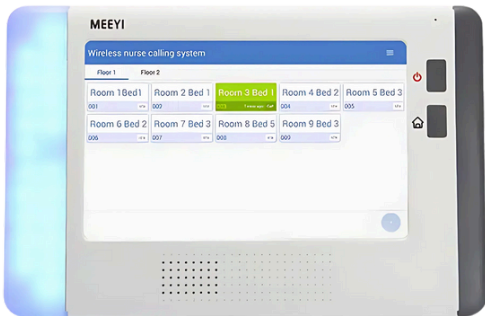 MEEYI
Wireless nurse calling system
Floor 1 Floor 2
Room 1Bed1 Room 2 Bed 1 Room 3 Bed 1 Room 4 Bed 2 Room 5 Bed 3
001 002 003 004 005
Room 6 Bed 2 Room 7 Bed 3 Room 8 Bed 5 Room 9 Bed 3
006 007 008 009